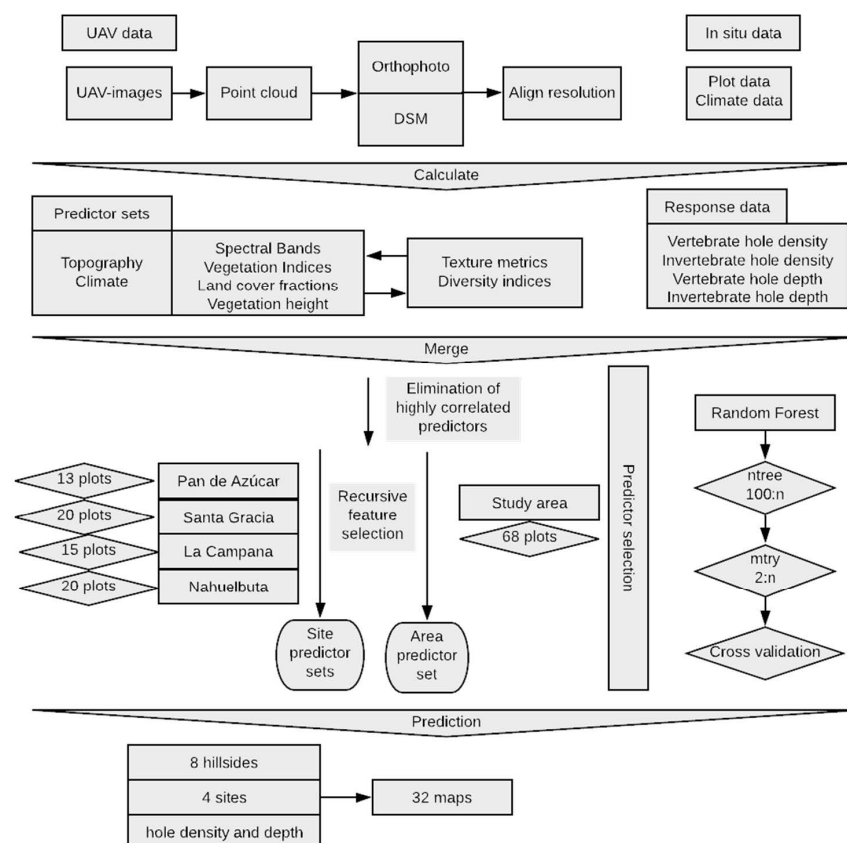 UAV data
In situ data
UAV-images
Point cloud
Orthophoto
DSM
Align resolution
Plot data
Climate data
Calculate
Predictor sets
Topography
Climate
Spectral Bands
Vegetation Indices
Land cover fractions
Vegetation height
Texture metrics
Diversity indices
Response data
Vertebrate hole density
Invertebrate hole density
Vertebrate hole depth
Invertebrate hole depth
Merge
Elimination of
highly correlated
predictors
13 plots
Pan de Azúcar
20 plots
Santa Gracia
15 plots
La Campana
20 plots
Nahuelbuta
Recursive
feature
selection
Study area
68 plots
Site
predictor
sets
Area
predictor
set
Predictor selection
Random Forest
ntree
100:n
mtry
2:n
Cross validation
Prediction
8 hillsides
4 sites
hole density and depth
32 maps